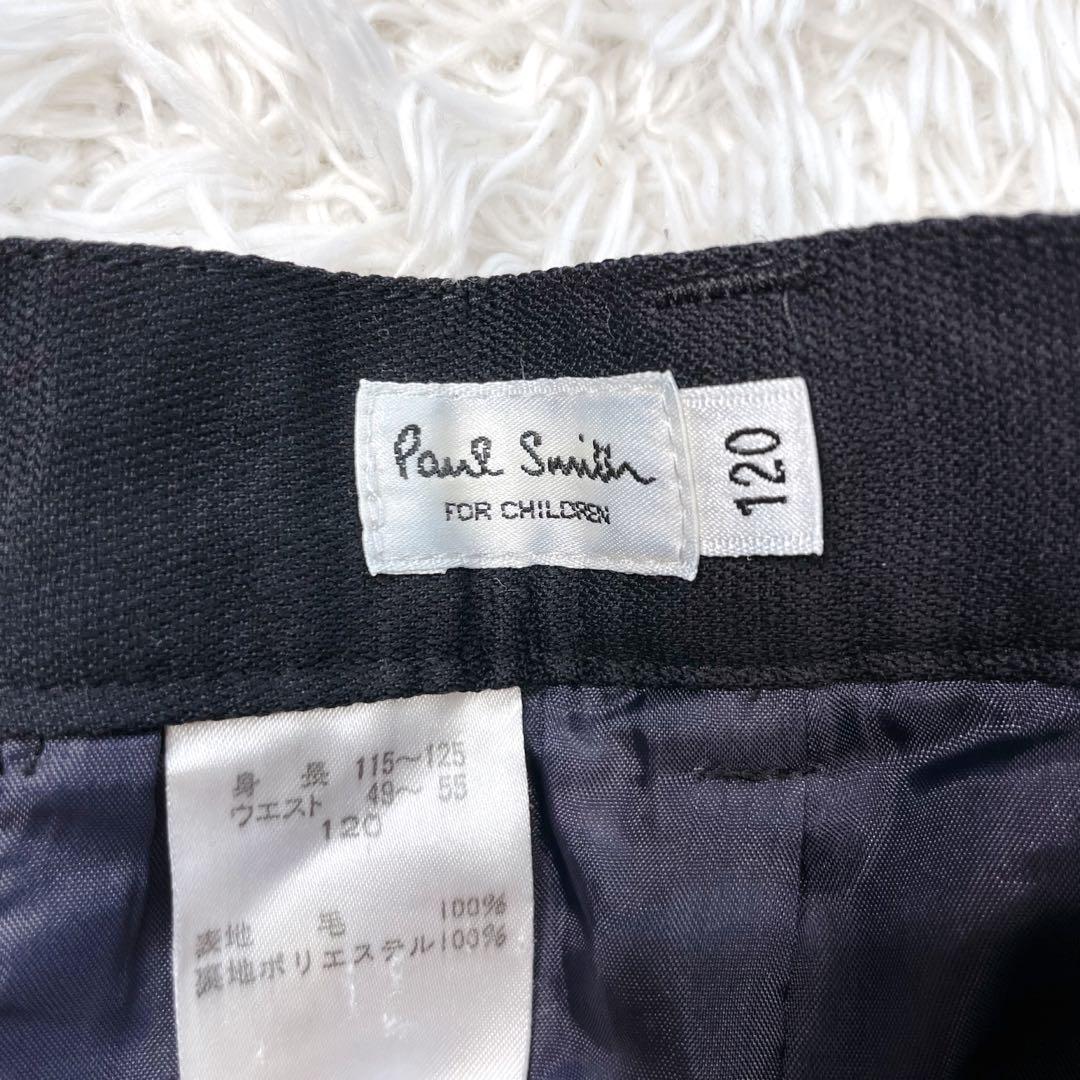 Paul Smith
FOR CHILDREN
120
身長 115〜125
ウエスト 49〜 55
120
表地 毛 100%
裏地ポリエステル100%